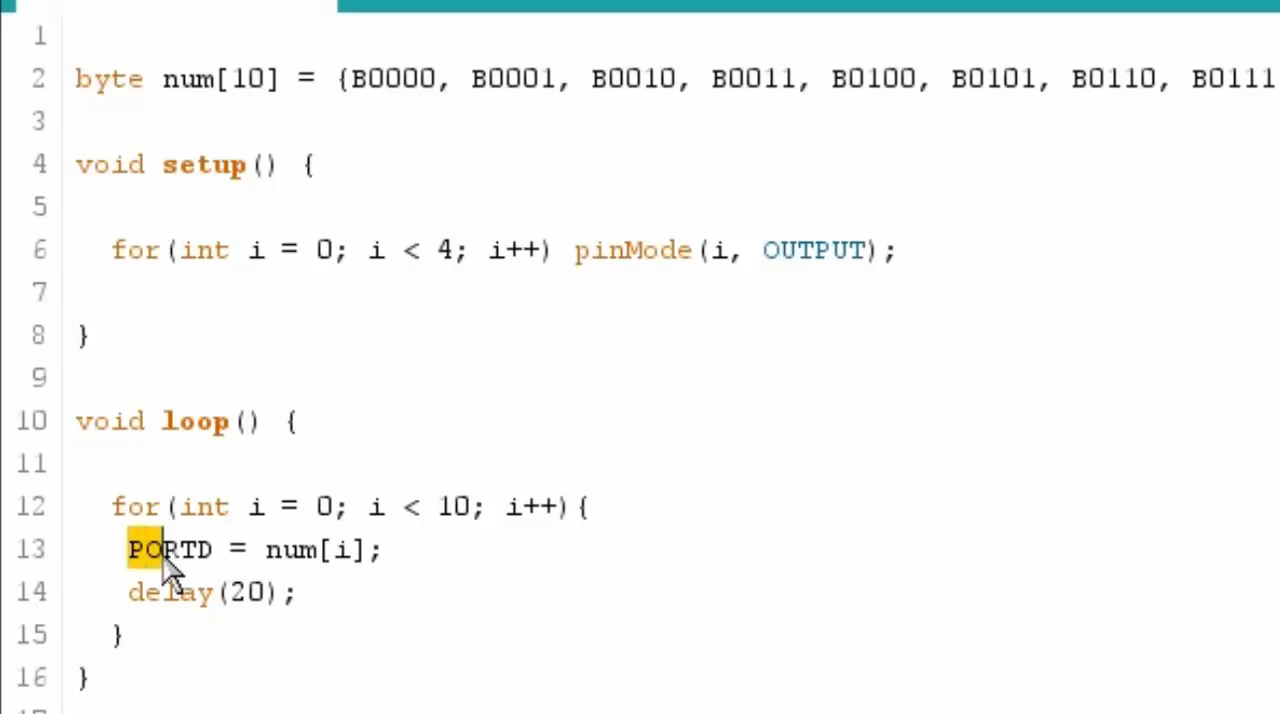 1
2 byte num[10] = {B0000, B0001, B0010, B0011, B0100, B0101, B0110, B0111
3
4 void setup() {
5
6 for(int i = 0; i < 4; i++) pinMode(i, OUTPUT);
7
8 }
9
10 void loop() {
11
12 for(int i = 0; i < 10; i++){
13 PORTD = num[i];
14 delay(20);
15 }
16 }